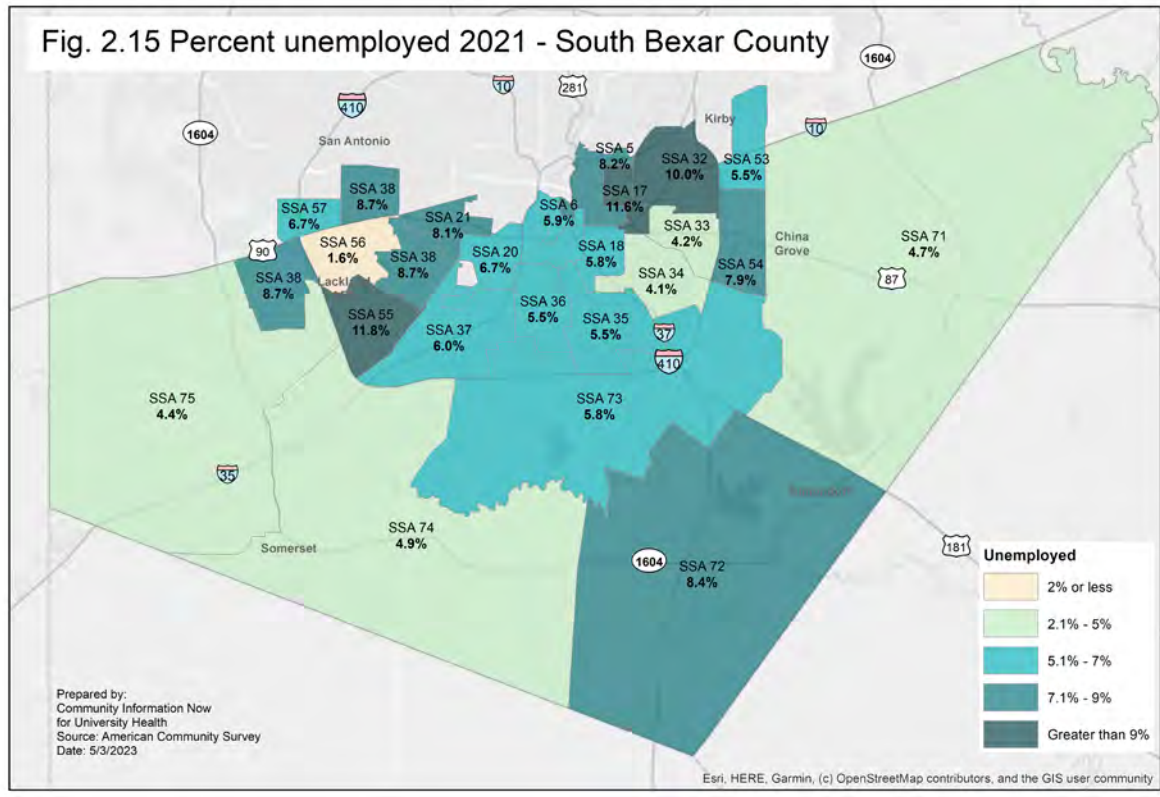 Fig. 2.15 Percent unemployed 2021 - South Bexar County
1604
10
281
410
1604
Kirby
10
San Antonio
SSA 5
8.2%
SSA 32
10.0%
SSA 53
5.5%
SSA 38
8.7%
SSA 17
11.6%
SSA 57
6.7%
SSA 6
5.9%
SSA 21
8.1%
SSA 33
4.2%
China
Grove
SSA 71
4.7%
90
SSA 56
1.6%
SSA 20
6.7%
SSA 18
5.8%
SSA 38
8.7%
SSA 54
7.9%
87
SSA 38
8.7%
SSA 34
4.1%
SSA 36
5.5%
SSA 55
11.8%
SSA 35
5.5%
SSA 37
6.0%
37
410
SSA 75
4.4%
SSA 73
5.8%
35
SSA 74
4.9%
Somerset
1604
181
SSA 72
8.4%
Unemployed
2% or less
2.1% - 5%
5.1% - 7%
7.1% - 9%
Greater than 9%
Prepared by:
Community Information Now
for University Health
Source: American Community Survey
Date: 5/3/2023
Esri, HERE, Garmin, (c) OpenStreetMap contributors, and the GIS user community